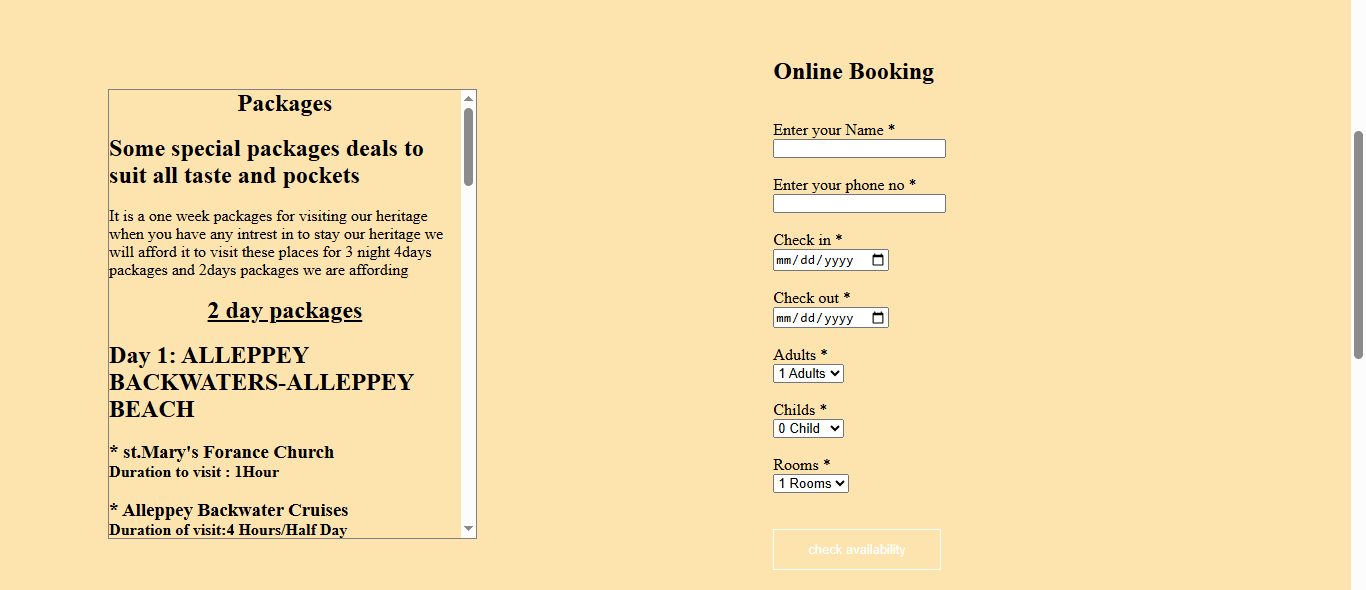 Packages
Some special packages deals to
suit all taste and pockets
It is a one week packages for visiting our heritage
when you have any intrest in to stay our heritage we
will afford it to visit these places for 3 night 4days
packages and 2days packages we are affording
2 day packages
Day 1: ALLEPPEY
BACKWATERS-ALLEPPEY
BEACH
* st.Mary's Forance Church
Duration to visit : 1Hour
* Alleppey Backwater Cruises
Duration of visit:4 Hours/Half Day
Online Booking
Enter your Name *
Enter your phone no *
Check in *
mm/dd/yyyy
Check out *
mm/dd/yyyy
Adults *
1 Adults
Childs *
0 Child
Rooms *
1 Rooms
check availability